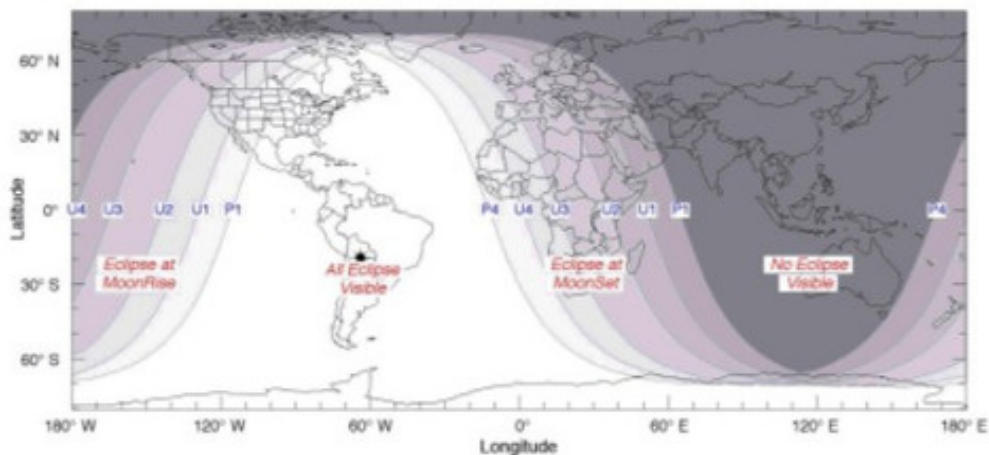 60° N
30° N
Latitude
0°
U4 U3 U2 U1 P1 P4 U4 U3 U2 U1 P1 P4
Eclipse at
MoonRise
All Eclipse
Visible
Eclipse at
MoonSet
No Eclipse
Visible
30° S
60° S
180° W 120° W 60° W 0° E 60° E 120° E 180° E
Longitude